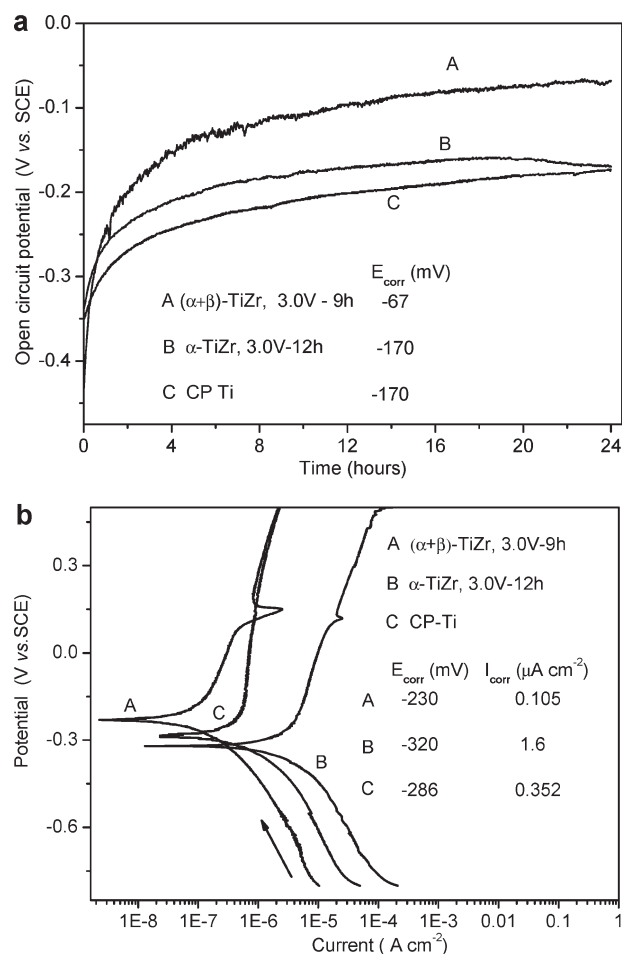 a
0.0
-0.1
-0.2
-0.3
-0.4
Open circuit potential (V vs. SCE)
A
B
C
E_corr (mV)
A (α+β)-TiZr, 3.0V - 9h -67
B α-TiZr, 3.0V-12h -170
C CP Ti -170
0 4 8 12 16 20 24
Time (hours)
b
0.3
0.0
-0.3
-0.6
Potential (V vs.SCE)
A
C
B
A (α+β)-TiZr, 3.0V-9h
B α-TiZr, 3.0V-12h
C CP-Ti
E_corr (mV) I_corr (μA cm⁻²)
A -230 0.105
B -320 1.6
C -286 0.352
1E-8 1E-7 1E-6 1E-5 1E-4 1E-3 0.01 0.1 1
Current ( A cm⁻²)